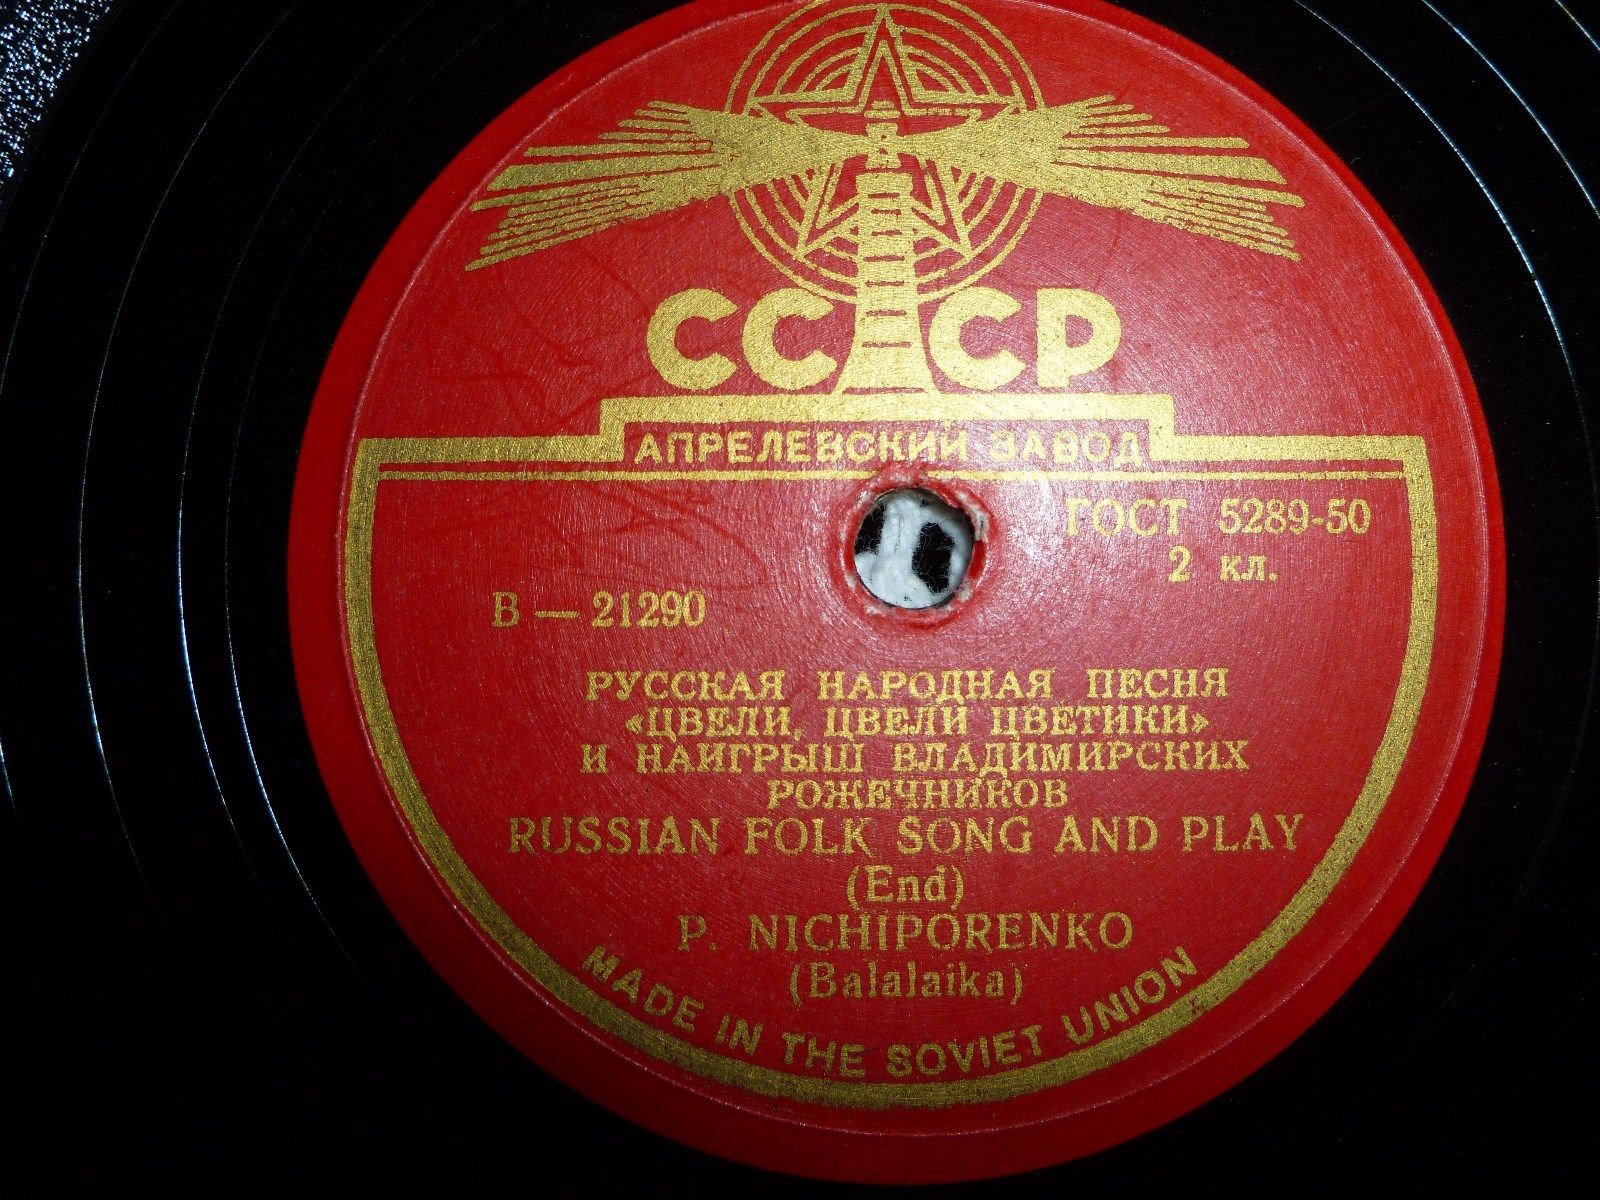 СССР
АПРЕЛЕВСКИЙ ЗАВОД
ГОСТ 5289-50
2 кл.
В — 21290
РУССКАЯ НАРОДНАЯ ПЕСНЯ
«ЦВЕЛИ, ЦВЕЛИ ЦВЕТИКИ»
И НАИГРЫШ ВЛАДИМИРСКИХ
РОЖЕЧНИКОВ
RUSSIAN FOLK SONG AND PLAY
(End)
P. NICHIPORENKO
(Balalaika)
MADE IN THE SOVIET UNION